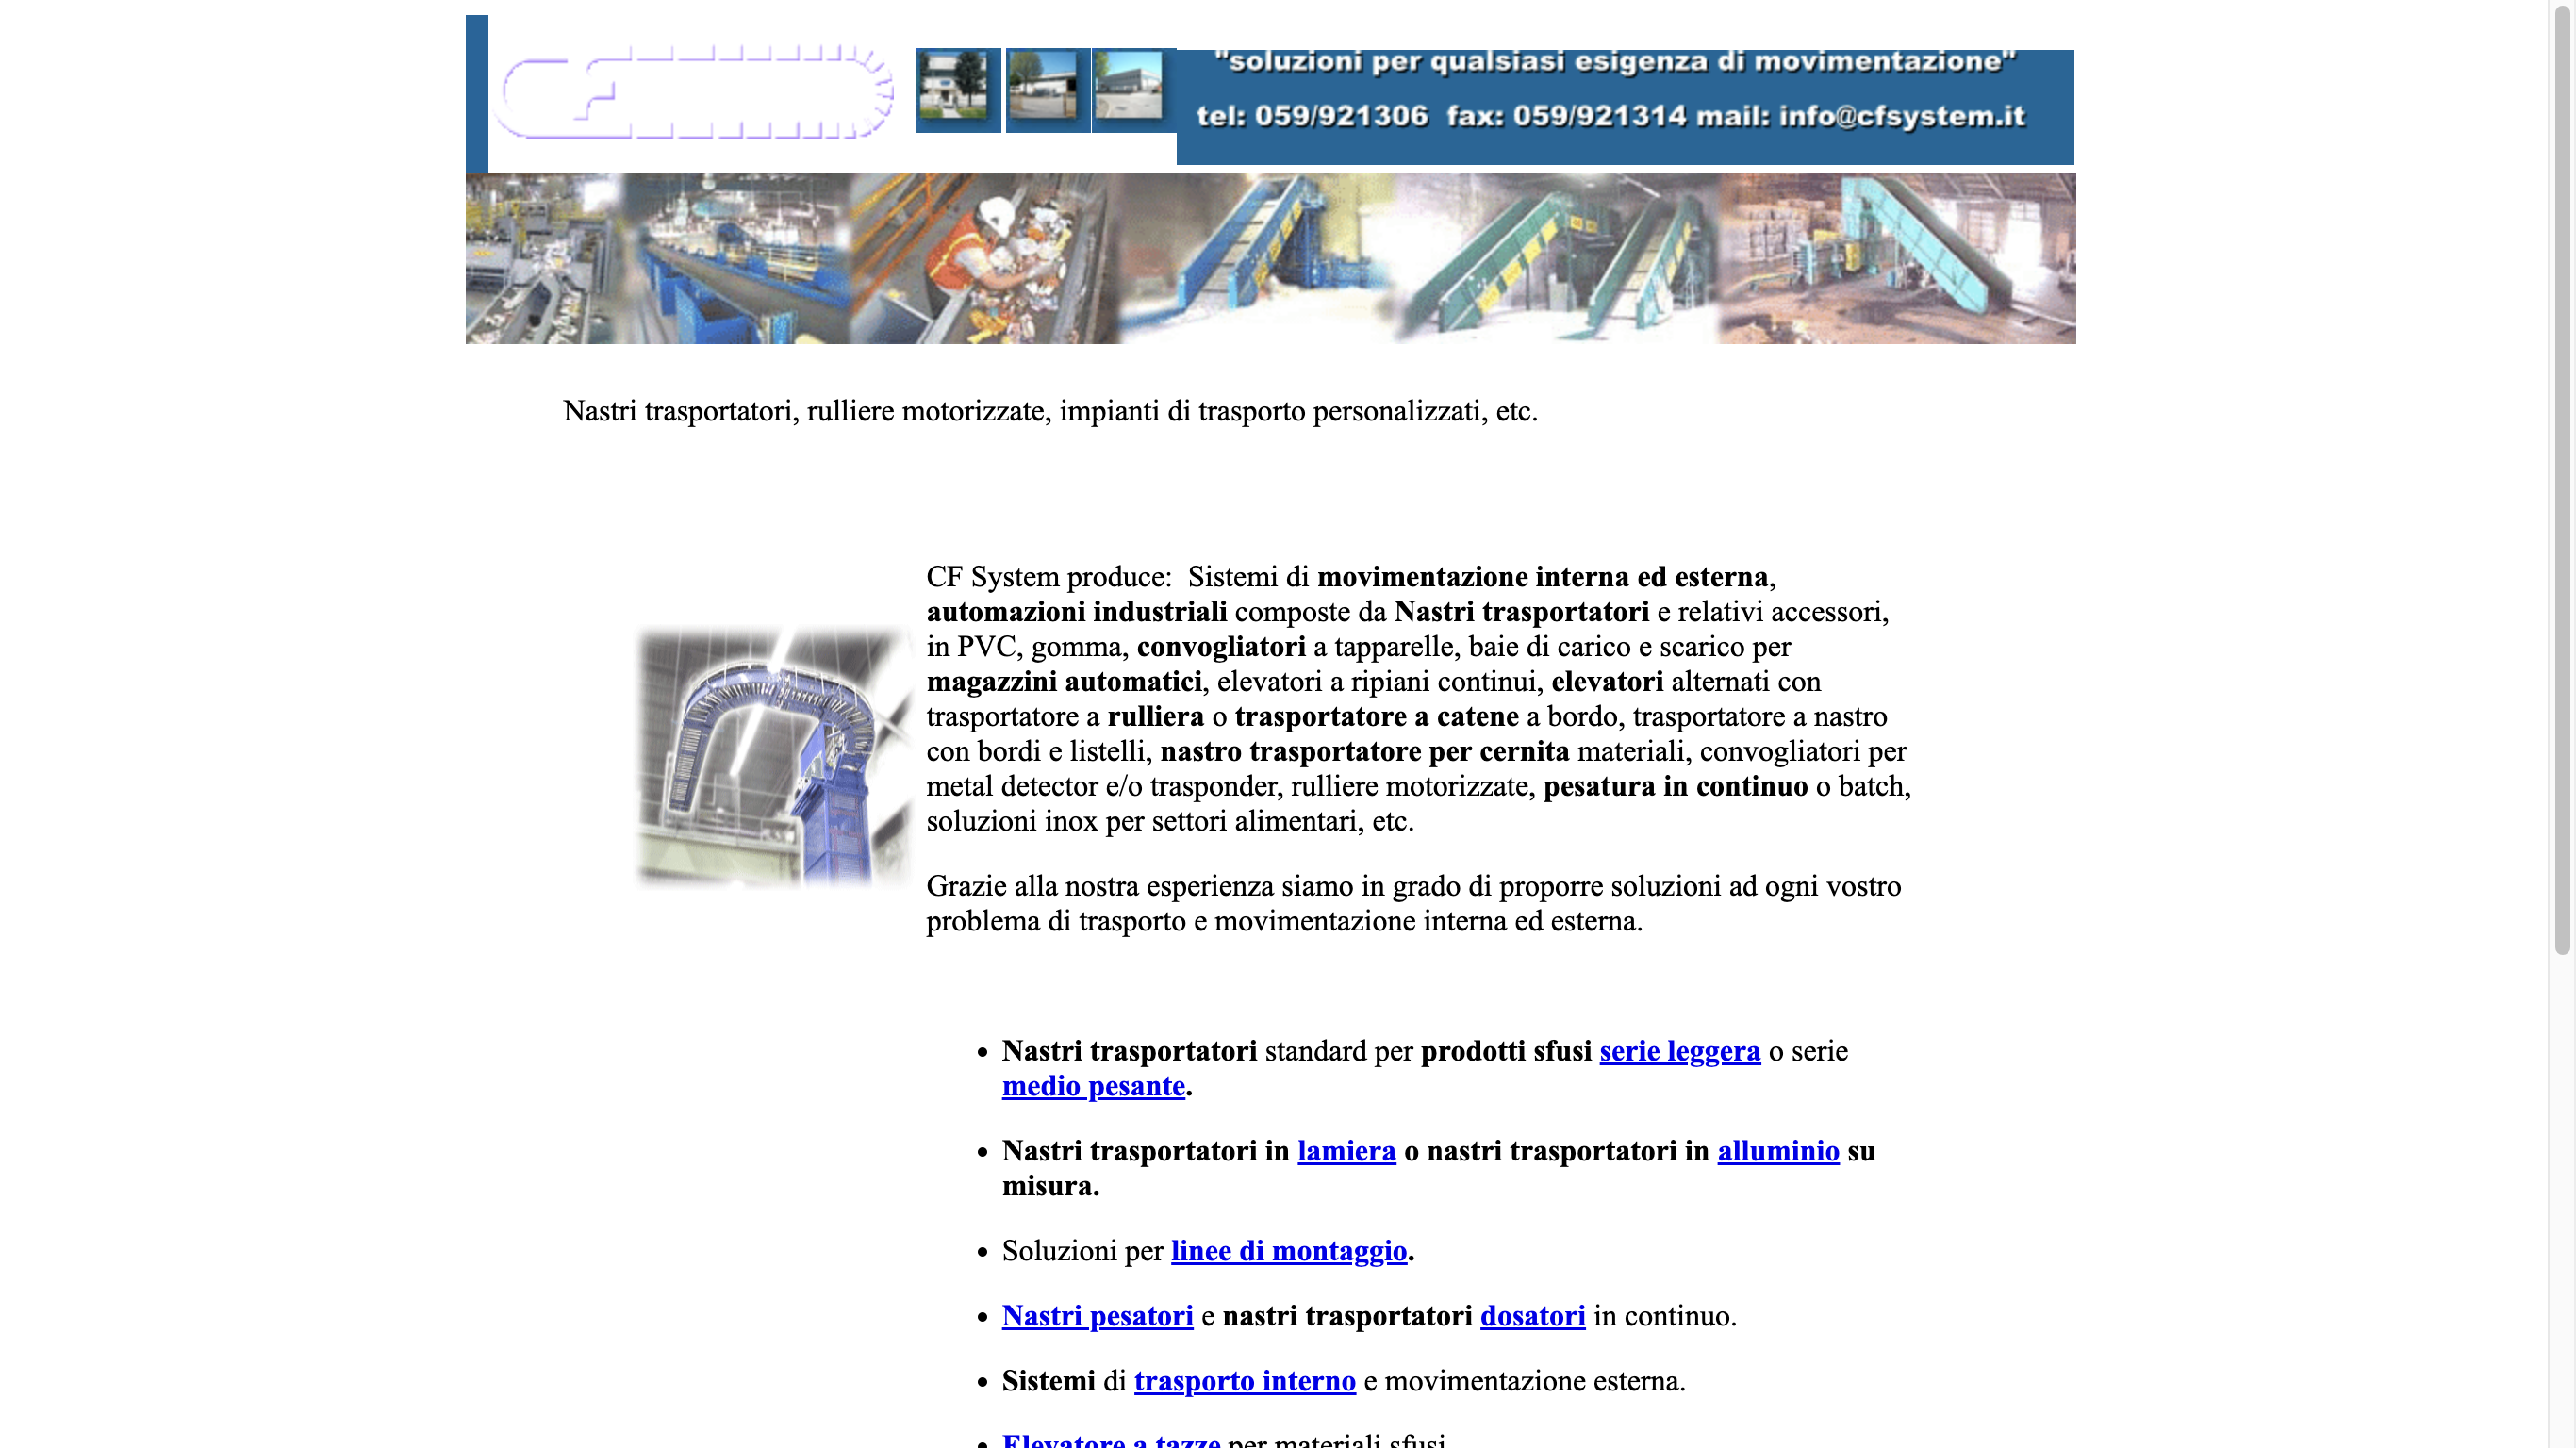 CF
"soluzioni per qualsiasi esigenza di movimentazione"
tel: 059/921306 fax: 059/921314 mail: info@cfsystem.it
Nastri trasportatori, rulliere motorizzate, impianti di trasporto personalizzati, etc.
CF System produce: Sistemi di movimentazione interna ed esterna,
automazioni industriali composte da Nastri trasportatori e relativi accessori,
in PVC, gomma, convogliatori a tapparelle, baie di carico e scarico per
magazzini automatici, elevatori a ripiani continui, elevatori alternati con
trasportatore a rulliera o trasportatore a catene a bordo, trasportatore a nastro
con bordi e listelli, nastro trasportatore per cernita materiali, convogliatori per
metal detector e/o trasponder, rulliere motorizzate, pesatura in continuo o batch,
soluzioni inox per settori alimentari, etc.
Grazie alla nostra esperienza siamo in grado di proporre soluzioni ad ogni vostro
problema di trasporto e movimentazione interna ed esterna.
• Nastri trasportatori standard per prodotti sfusi serie leggera o serie
medio pesante.
• Nastri trasportatori in lamiera o nastri trasportatori in alluminio su
misura.
• Soluzioni per linee di montaggio.
• Nastri pesatori e nastri trasportatori dosatori in continuo.
• Sistemi di trasporto interno e movimentazione esterna.
• Elevatore a tazze per materiali sfusi